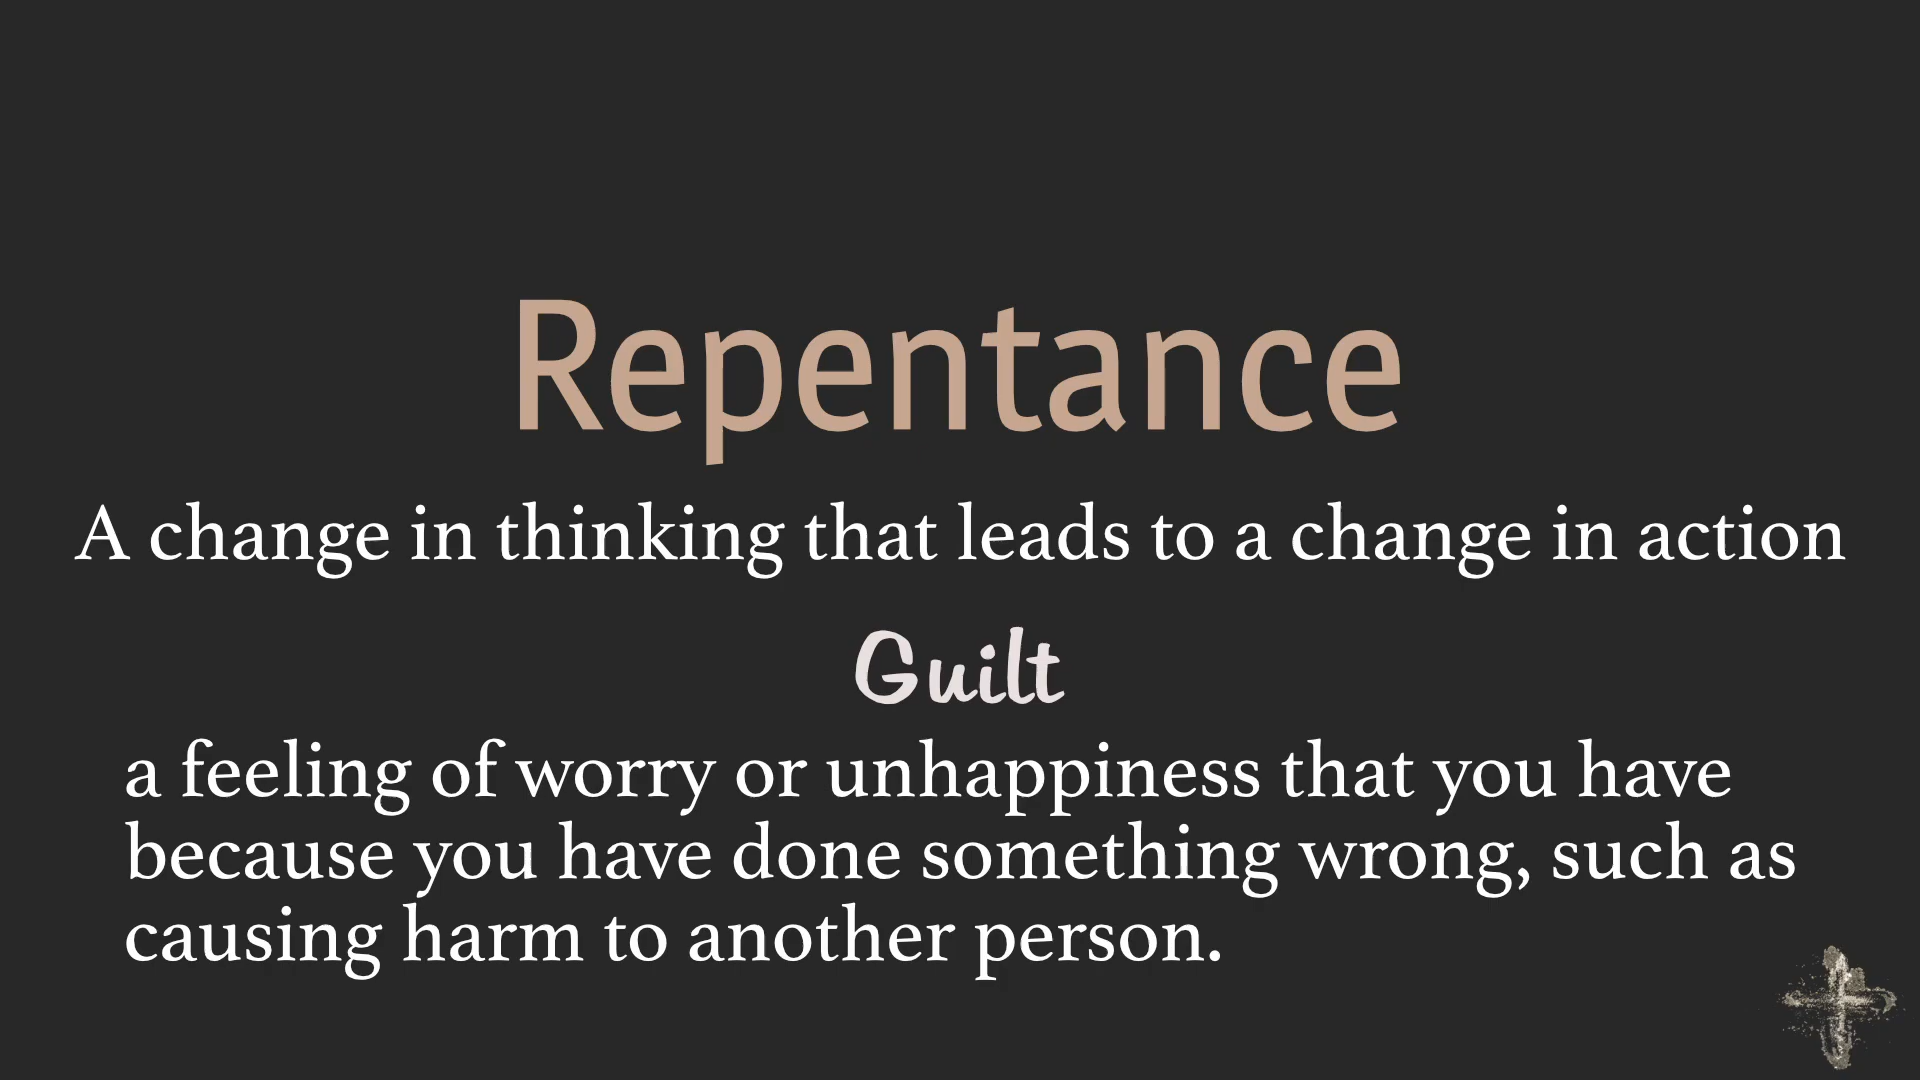 Repentance
A change in thinking that leads to a change in action
Guilt
a feeling of worry or unhappiness that you have
because you have done something wrong, such as
causing harm to another person.